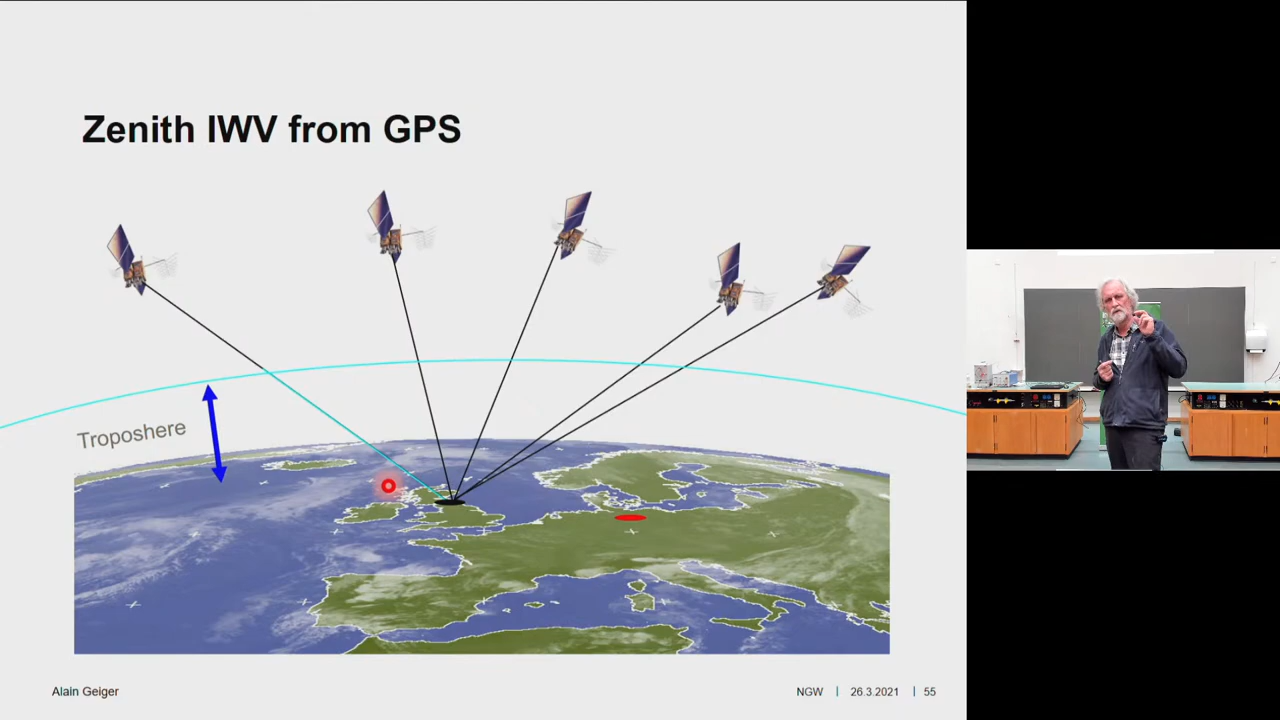 Zenith IWV from GPS
Troposhere
Alain Geiger
NGW | 26.3.2021 | 55